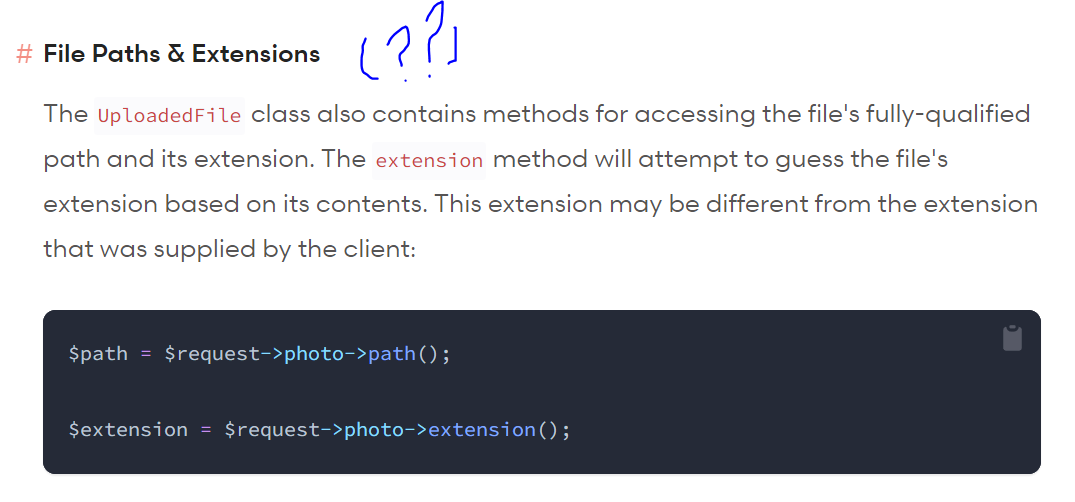 # File Paths & Extensions [??]
The UploadedFile class also contains methods for accessing the file's fully-qualified
path and its extension. The extension method will attempt to guess the file's
extension based on its contents. This extension may be different from the extension
that was supplied by the client:
$path = $request->photo->path();
$extension = $request->photo->extension();